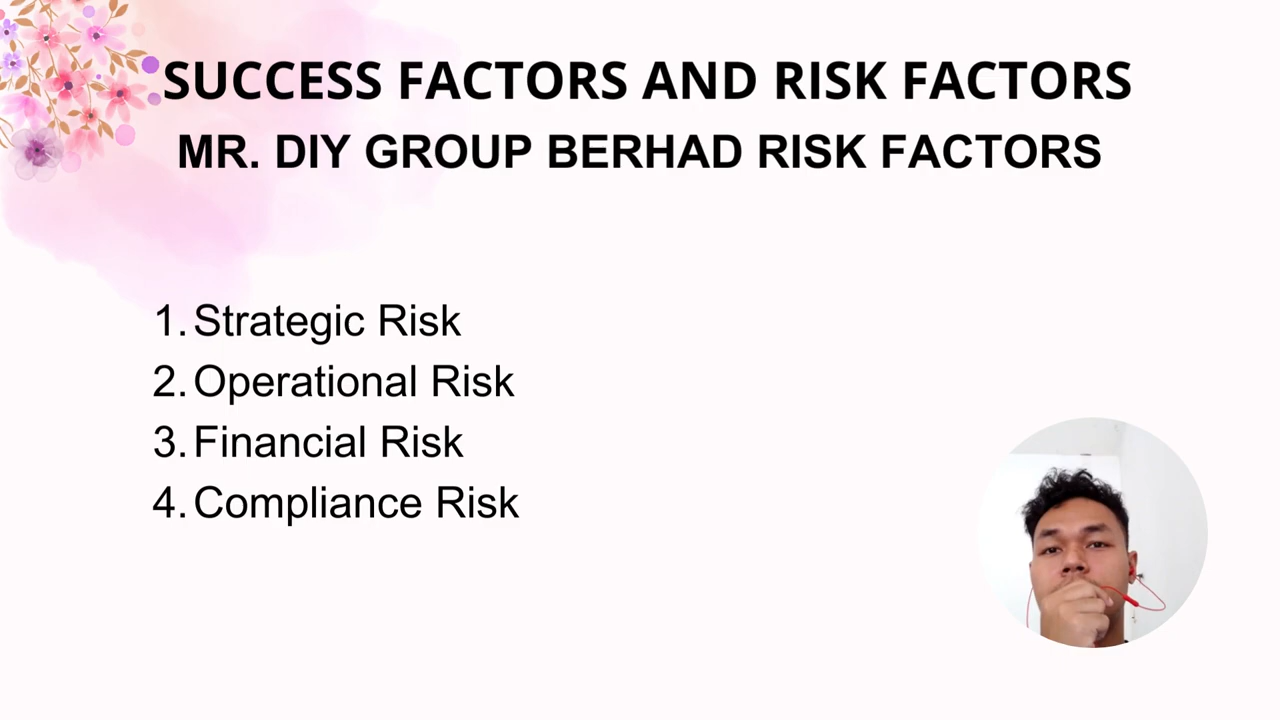 SUCCESS FACTORS AND RISK FACTORS
MR. DIY GROUP BERHAD RISK FACTORS
1. Strategic Risk
2. Operational Risk
3. Financial Risk
4. Compliance Risk